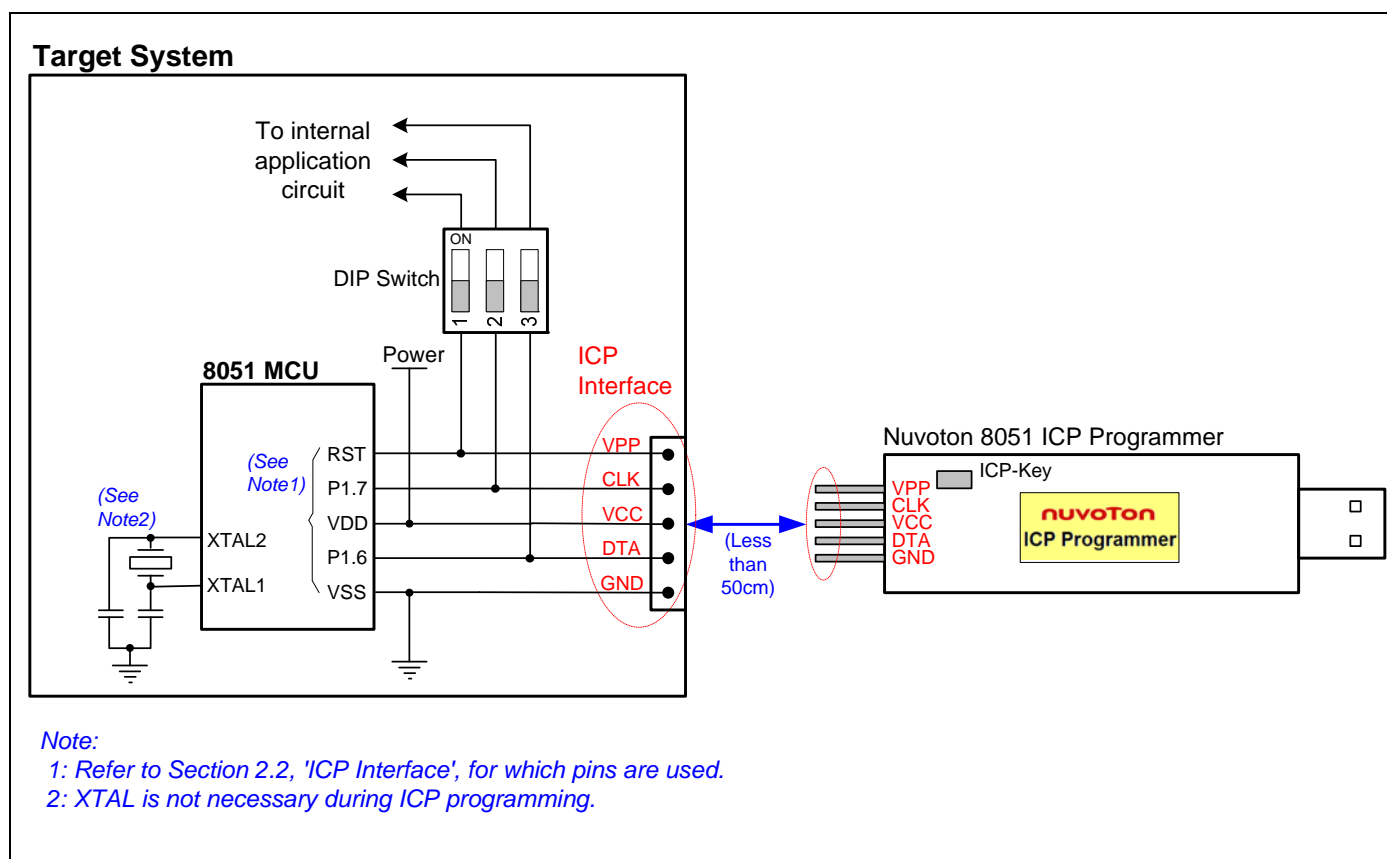 Target System
To internal
application
circuit
ON
DIP Switch
1 2 3
Power
ICP
Interface
8051 MCU
(See
Note1)
RST
P1.7
VDD
P1.6
VSS
(See
Note2)
XTAL2
XTAL1
VPP
CLK
VCC
DTA
GND
(Less
than
50cm)
Nuvoton 8051 ICP Programmer
ICP-Key
VPP
CLK
VCC
DTA
GND
nuvoTon
ICP Programmer
Note:
1: Refer to Section 2.2, 'ICP Interface', for which pins are used.
2: XTAL is not necessary during ICP programming.